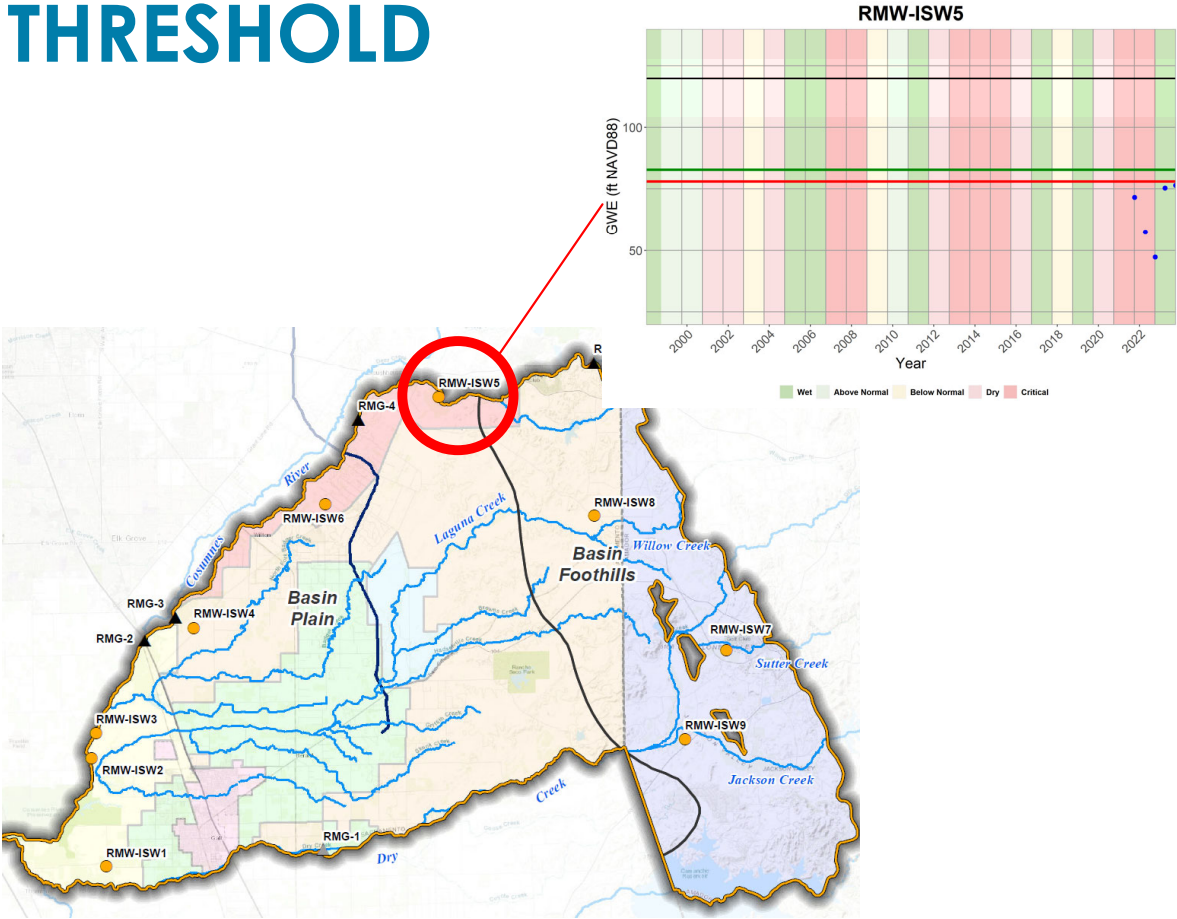 THRESHOLD
RMW-ISW5
GWE (ft NAVD88)
100
50
2000
2002
2004
2006
2008
2010
2012
2014
2016
2018
2020
2022
Year
Wet
Above Normal
Below Normal
Dry
Critical
R
RMW-ISW5
RMG-4
River
RMW-ISW6
Laguna Creek
RMW-ISW8
Elk Grove
Willow Creek
Basin
Foothills
Cosumnes
Basin
Plain
RMG-3
RMW-ISW4
RMG-2
RMW-ISW7
Sutter Creek
RMW-ISW3
RMW-ISW9
RMW-ISW2
Jackson Creek
Creek
RMG-1
Dry
RMW-ISW1